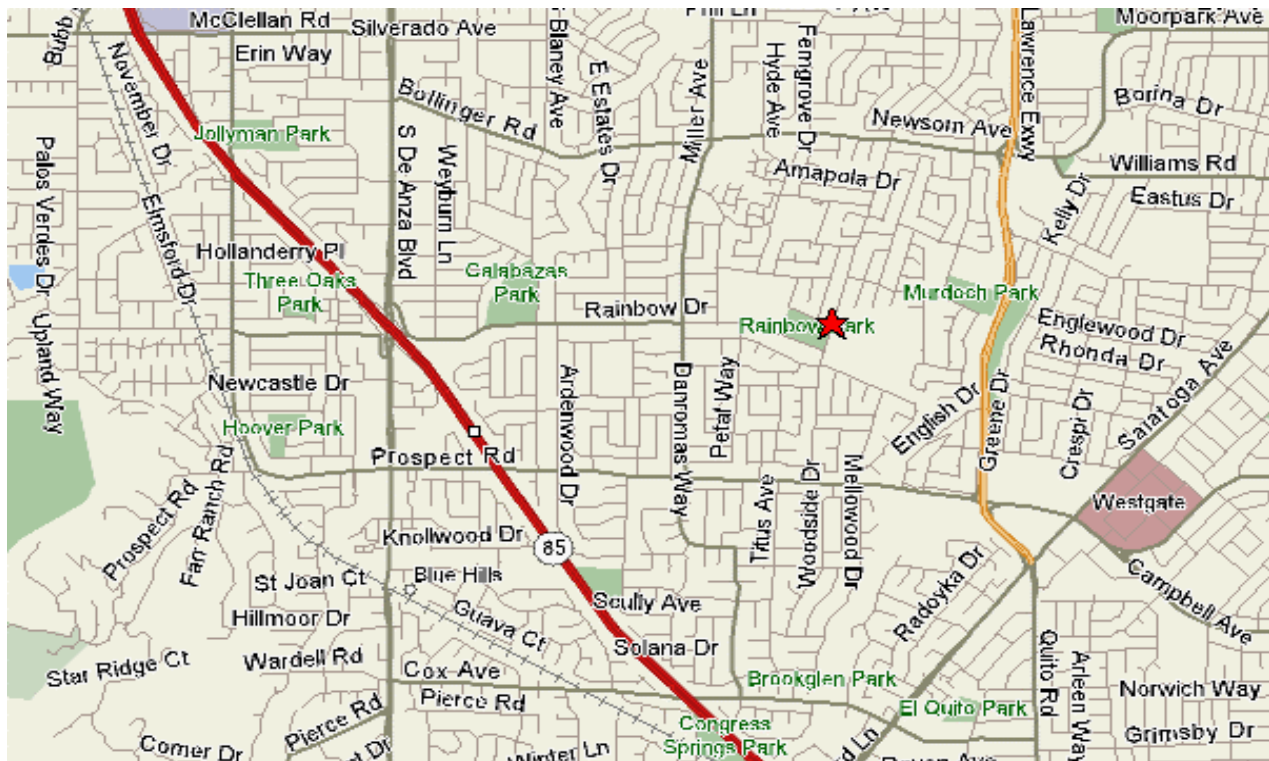 McClellan Rd
Silverado Ave
Moorpark Ave
Erin Way
November Dr
Blaney Ave
E Estates Dr
Miller Ave
Hyde Ave
Ferngrove Dr
Lawrence Exwy
Borina Dr
Bollinger Rd
Newsom Ave
Jollyman Park
S De Anza Blvd
Weyburn Ln
Amapola Dr
Williams Rd
Eastus Dr
Kelly Dr
Palos Verdes Dr
Elmsford Dr
Hollanderry Pl
Three Oaks
Park
Calabazas
Park
Rainbow Dr
Rainbow Park
Murdoch Park
Englewood Dr
Rhonda Dr
Upland Way
Newcastle Dr
Hoover Park
Ardenwood Dr
Danromas Way
Petal Way
English Dr
Greene Dr
Crespi Dr
Saratoga Ave
Prospect Rd
Prospect Rd
Fan Ranch Rd
Titus Ave
Woodside Dr
Mellowood Dr
Westgate
Knollwood Dr
85
St Joan Ct
Blue Hills
Guava Ct
Scully Ave
Radoyka Dr
Campbell Ave
Hillmoor Dr
Wardell Rd
Star Ridge Ct
Solana Dr
Cox Ave
Pierce Rd
Pierce Rd
Brookglen Park
El Quito Park
Quito Rd
Arleen Way
Norwich Way
Grimsby Dr
Congress
Springs Park
Comer Dr
Winter Ln